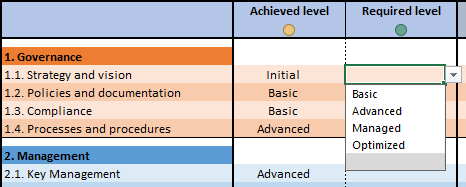 Achieved level Required level
1. Governance
1.1. Strategy and vision Initial
1.2. Policies and documentation Basic Basic
1.3. Compliance Basic Advanced
1.4. Processes and procedures Advanced Managed
Optimized
2. Management
2.1. Key Management Advanced